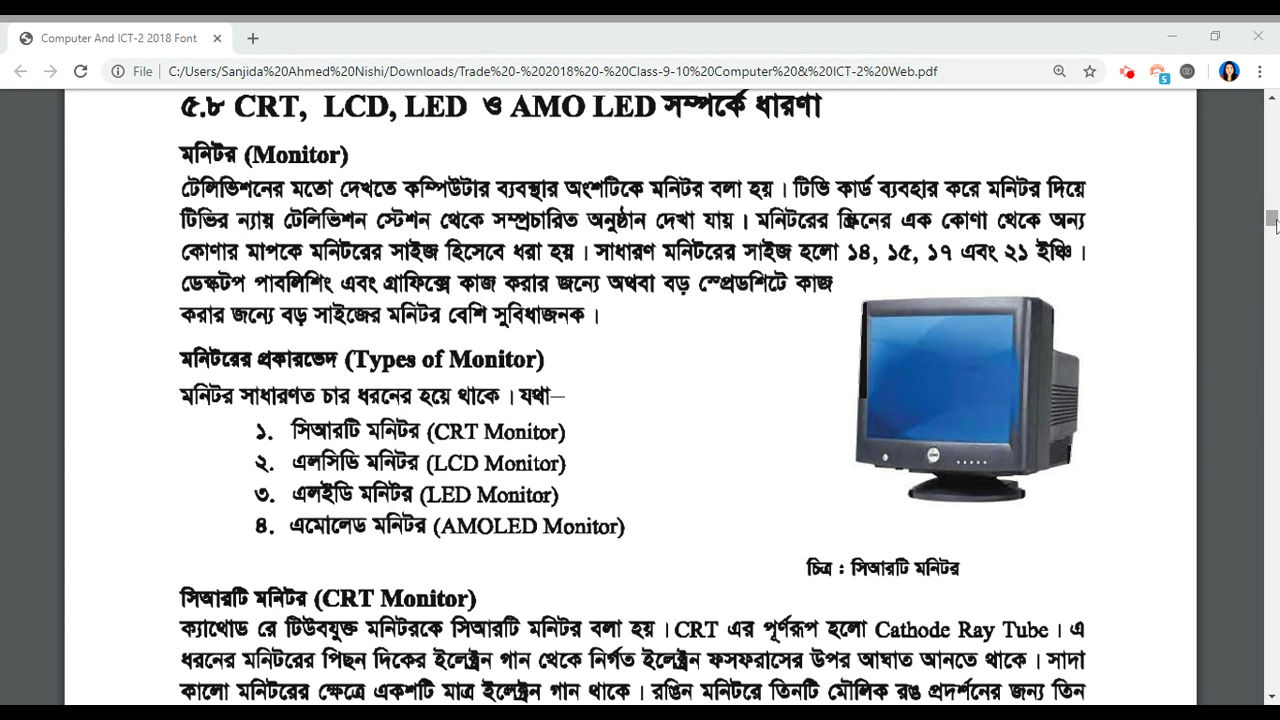 Computer And ICT-2 2018 Font
File
C:/Users/Sanjida%20Ahmed%20Nishi/Downnada/Trade%20-%202018%20-%20Class-9-10%20Computer%20&%20ICT-2%20Web.pdf
S
৫.৮ CRT, LCD, LED ও AMO LED সম্পর্কে ধারণা
মনিটর (Monitor)
টেলিভিশনের মতো দেখতে কম্পিউটার ব্যবস্থার অংশটিকে মনিটর বলা হয়। টিভি কার্ড ব্যবহার করে মনিটর দিয়ে
টিভির ন্যায় টেলিভিশন স্টেশন থেকে সম্প্রচারিত অনুষ্ঠান দেখা যায়। মনিটরের স্ক্রিনের এক কোণা থেকে অন্য
কোণার মাপকে মনিটরের সাইজ হিসেবে ধরা হয়। সাধারণ মনিটরের সাইজ হলো ১৪, ১৫, ১৭ এবং ২১ ইঞ্চি।
ডেস্কটপ পাবলিশিং এবং গ্রাফিক্সে কাজ করার জন্যে অথবা বড় স্প্রেডশিটে কাজ
করার জন্যে বড় সাইজের মনিটর বেশি সুবিধাজনক।
মনিটরের প্রকারভেদ (Types of Monitor)
মনিটর সাধারণত চার ধরনের হয়ে থাকে। যথা–
১. সিআরটি মনিটর (CRT Monitor)
২. এলসিডি মনিটর (LCD Monitor)
৩. এলইডি মনিটর (LED Monitor)
৪. এমোলেড মনিটর (AMOLED Monitor)
চিত্র : সিআরটি মনিটর
সিআরটি মনিটর (CRT Monitor)
ক্যাথোড রে টিউবযুক্ত মনিটরকে সিআরটি মনিটর বলা হয়। CRT এর পূর্ণরূপ হলো Cathode Ray Tube। এ
ধরনের মনিটরের পিছন দিকের ইলেক্ট্রন গান থেকে নির্গত ইলেক্ট্রন ফসফরাসের উপর আঘাত আনতে থাকে। সাদা
কালো মনিটরের ক্ষেত্রে একশটি মাত্র ইলেক্ট্রন গান থাকে। রঙিন মনিটরে তিনটি মৌলিক রঙ প্রদর্শনের জন্য তিন